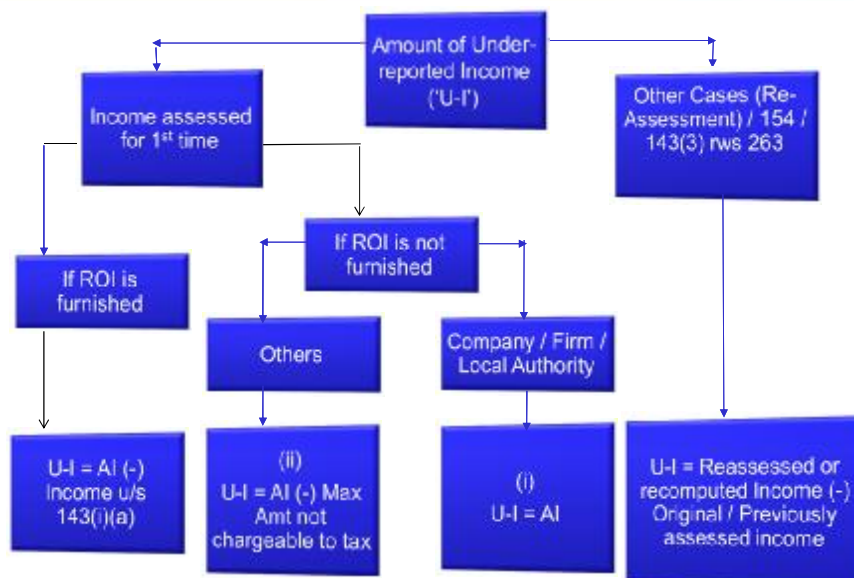 Amount of Under-
reported Income
('U-I')
Income assessed
for 1st time
Other Cases (Re-
Assessment) / 154 /
143(3) rws 263
If ROI is not
furnished
If ROI is
furnished
Others
Company / Firm /
Local Authority
U-I = AI (-)
Income u/s
143(i)(a)
(ii)
U-I = AI (-) Max
Amt not
chargeable to tax
(i)
U-I = AI
U-I = Reassessed or
recomputed Income (-)
Original / Previously
assessed income